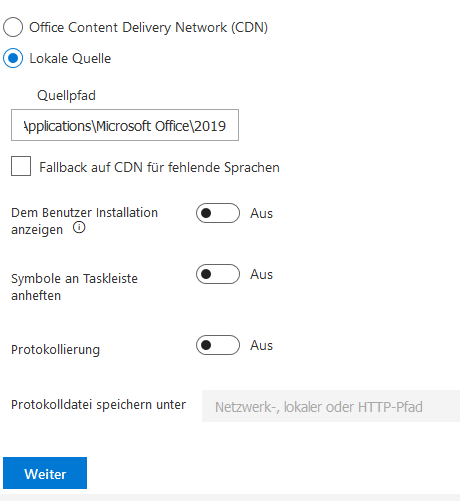 Office Content Delivery Network (CDN)
Lokale Quelle
Quellpfad
\Microsoft Office\2019
Fallback auf CDN für fehlende Sprachen
Dem Benutzer Installation
anzeigen
Aus
Symbole an Taskleiste
anheften
Aus
Protokollierung
Aus
Protokolldatei speichern unter
Netzwerk-, lokaler oder HTTP-Pfad
Weiter